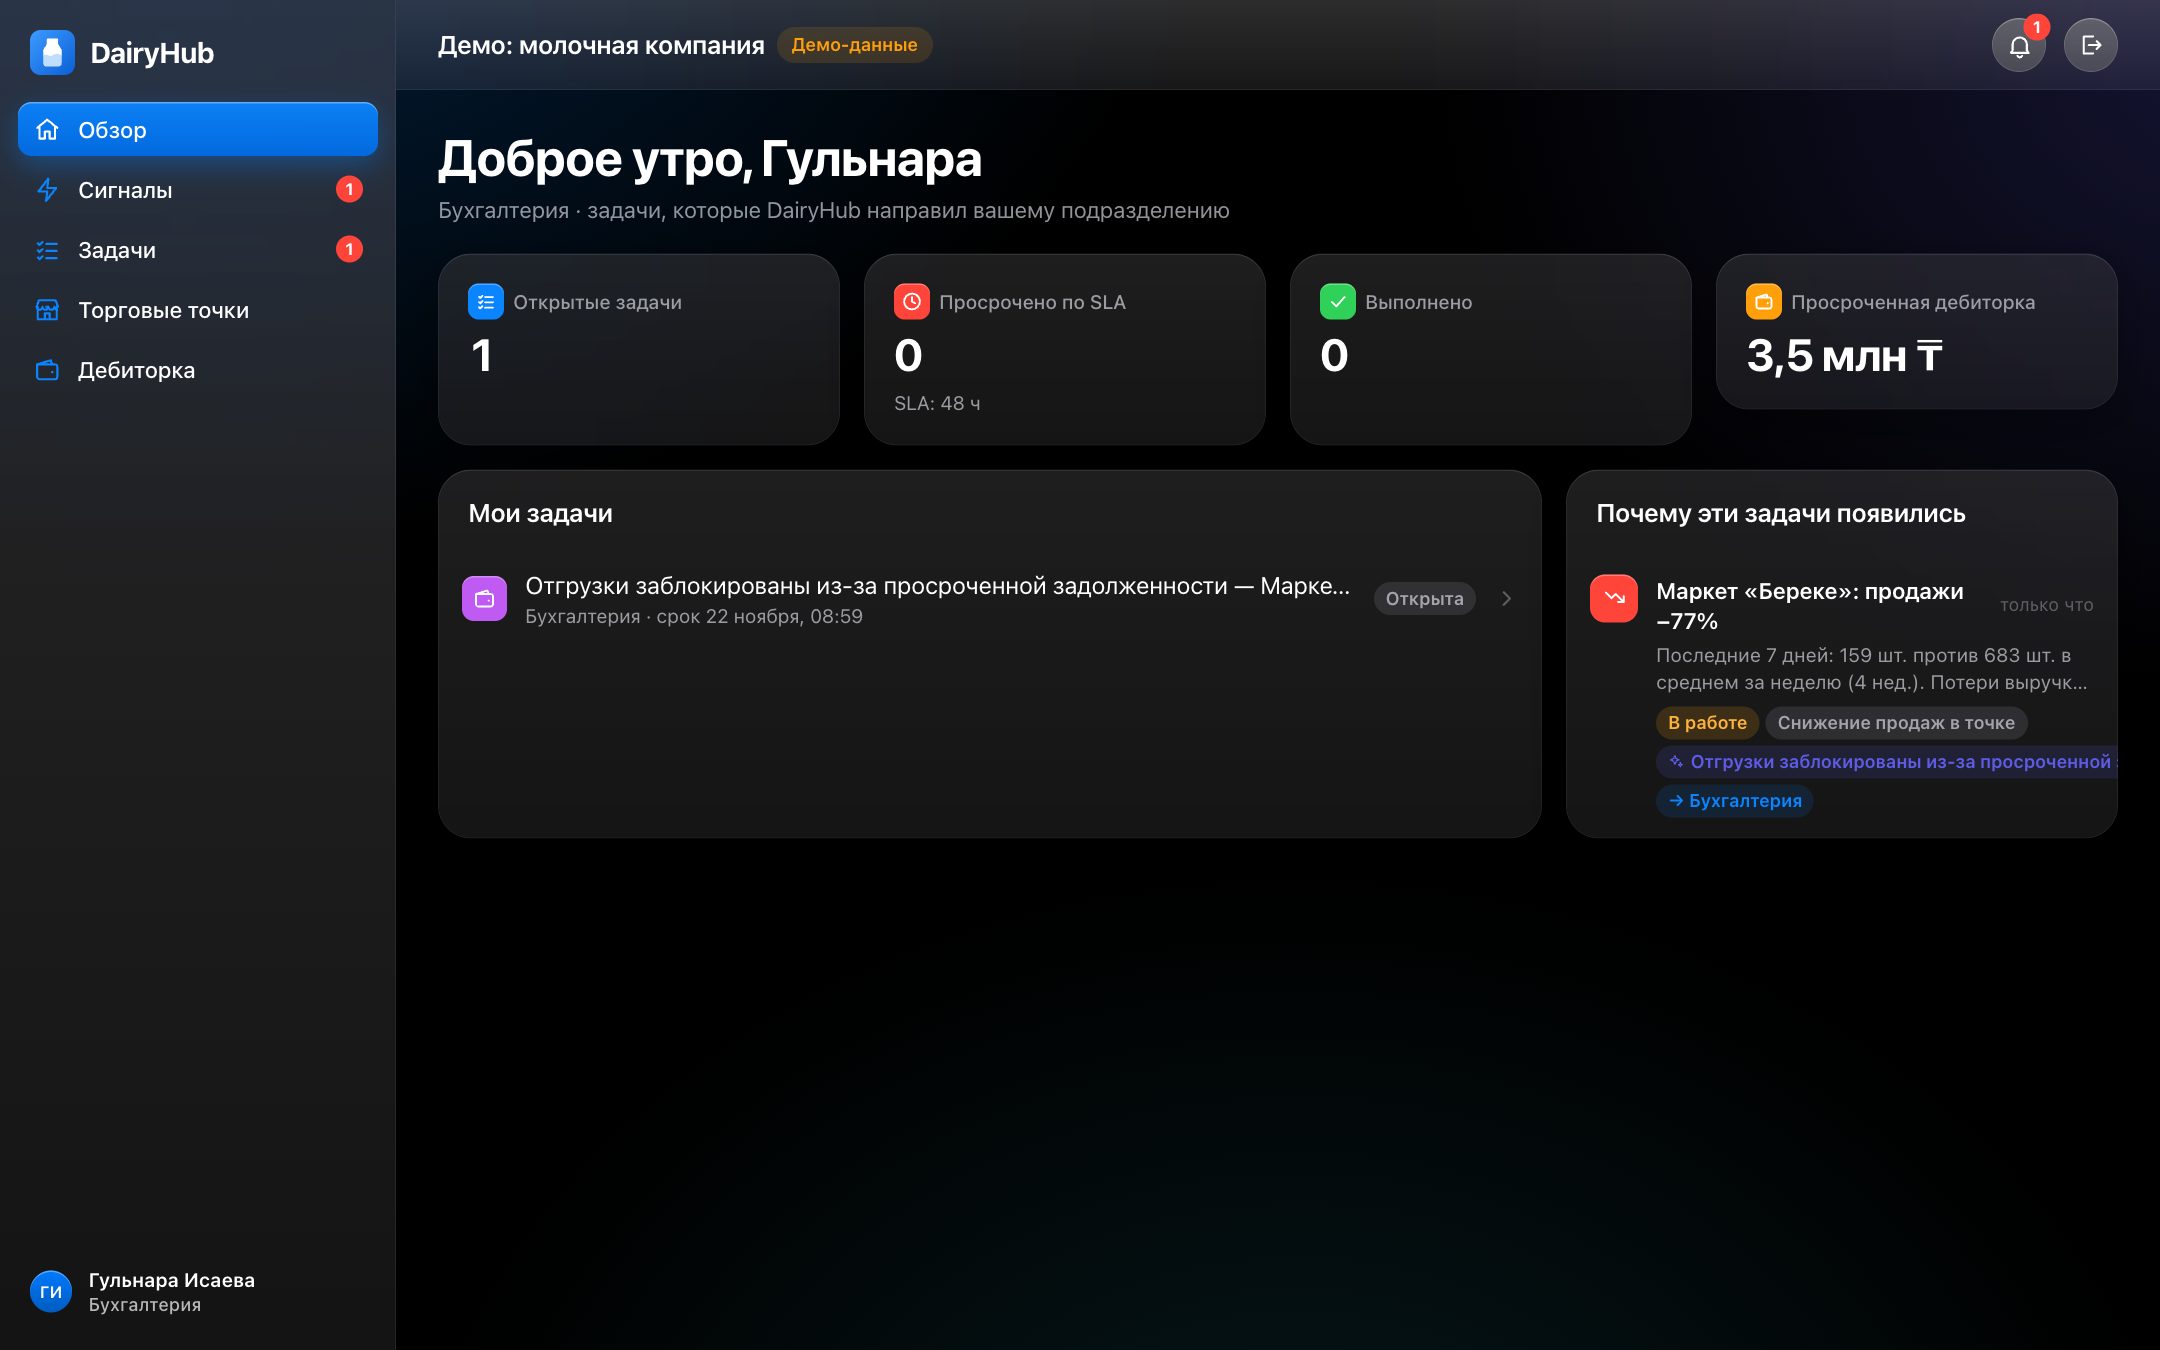 DairyHub
Обзор
Сигналы 1
Задачи 1
Торговые точки
Дебиторка
ГИ
Гульнара Исаева
Бухгалтерия
Демо: молочная компания Демо-данные
1
Доброе утро, Гульнара
Бухгалтерия · задачи, которые DairyHub направил вашему подразделению
Открытые задачи
1
Просрочено по SLA
0
SLA: 48 ч
Выполнено
0
Просроченная дебиторка
3,5 млн ₸
Мои задачи
Отгрузки заблокированы из-за просроченной задолженности — Марке...
Бухгалтерия · срок 22 ноября, 08:59
Открыта
Почему эти задачи появились
Маркет «Береке»: продажи
–77%
только что
Последние 7 дней: 159 шт. против 683 шт. в
среднем за неделю (4 нед.). Потери выручк...
В работе Снижение продаж в точке
Отгрузки заблокированы из-за просроченной
→ Бухгалтерия